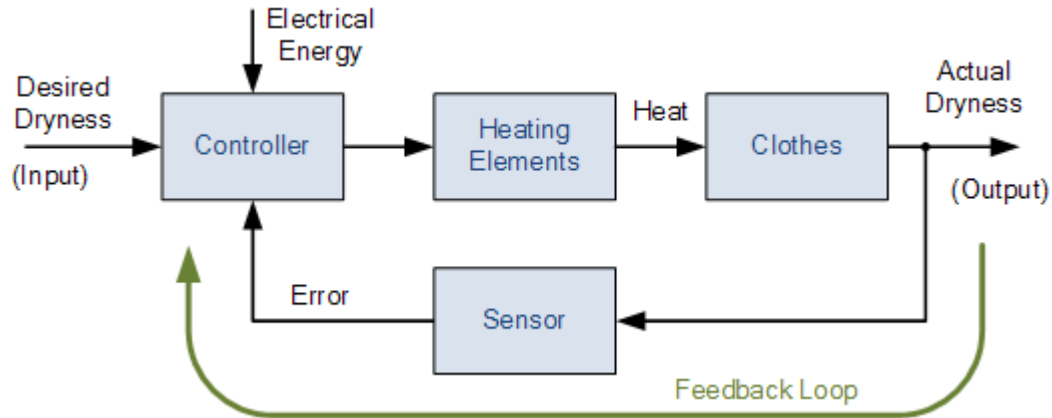 Electrical
Energy
Desired
Dryness
(Input)
Controller
Heating
Elements
Heat
Clothes
Actual
Dryness
(Output)
Error
Sensor
Feedback Loop